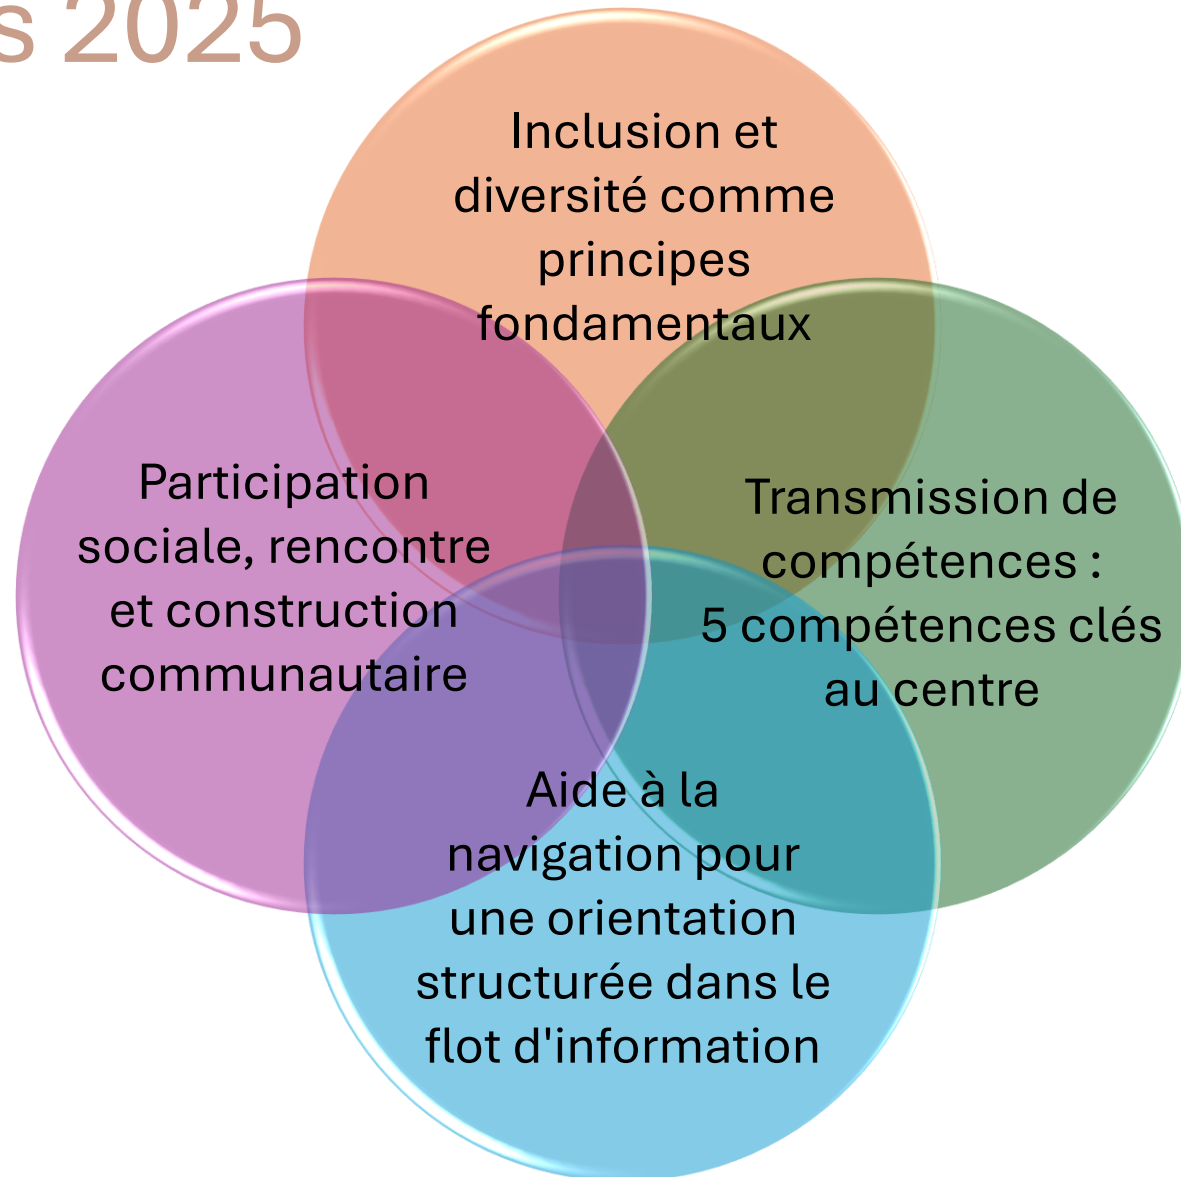 s 2025
Inclusion et
diversité comme
principes
fondamentaux
Participation
sociale, rencontre
et construction
communautaire
Transmission de
compétences :
5 compétences clés
au centre
Aide à la
navigation pour
une orientation
structurée dans le
flot d'information